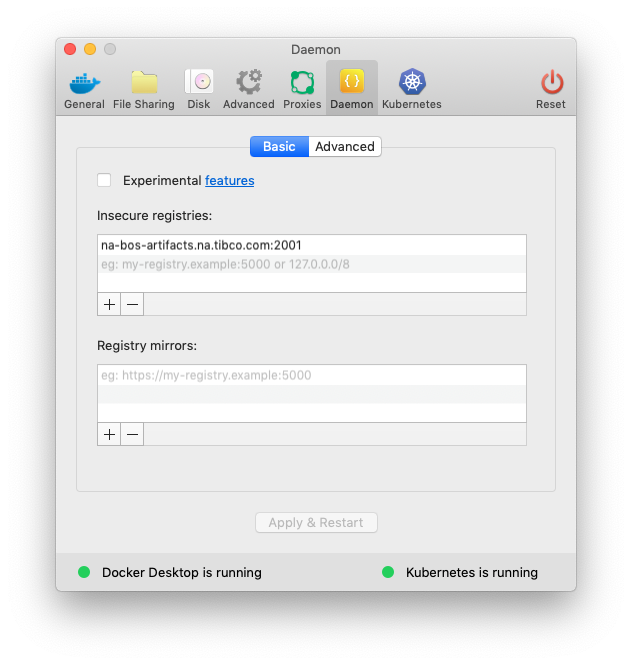 Daemon
General File Sharing Disk Advanced Proxies Daemon Kubernetes Reset
Basic Advanced
Experimental features
Insecure registries:
na-bos-artifacts.na.tibco.com:2001
eg: my-registry.example:5000 or 127.0.0.0/8
Registry mirrors:
eg: https://my-registry.example:5000
Apply & Restart
Docker Desktop is running Kubernetes is running